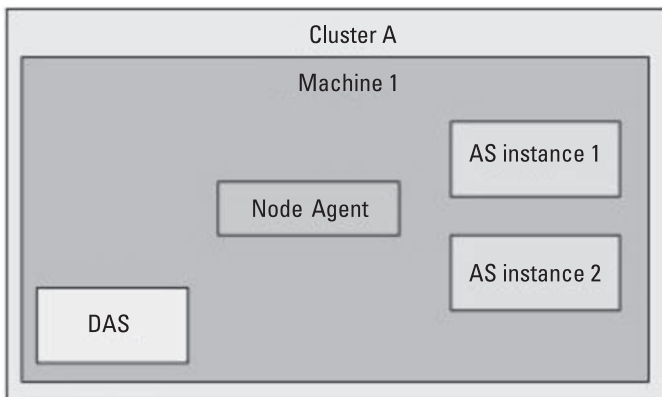 Cluster A
Machine 1
AS instance 1
Node Agent
AS instance 2
DAS